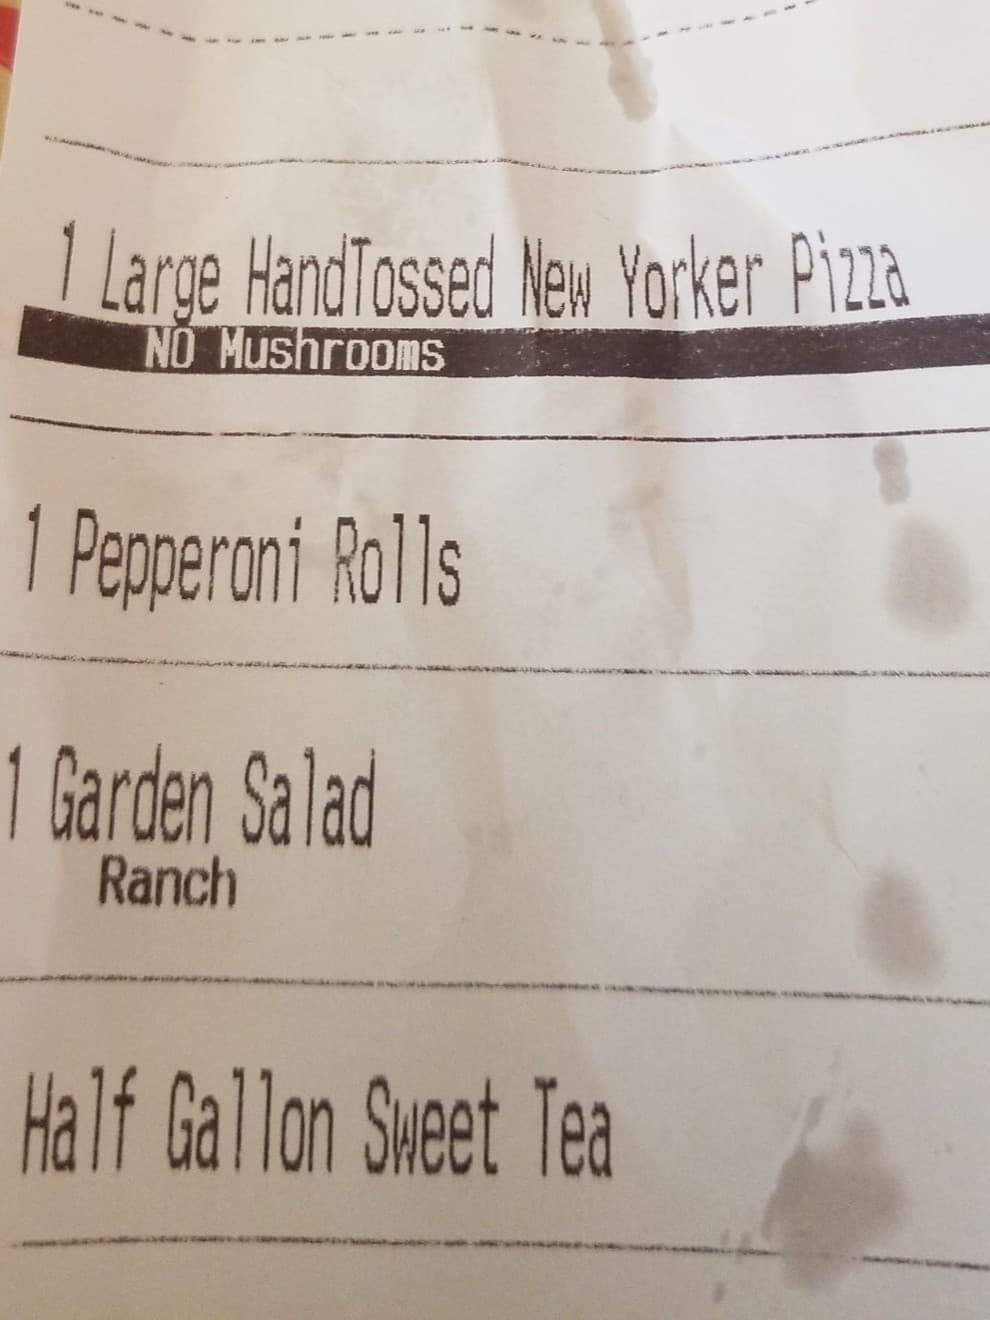 1 Large HandTossed New Yorker Pizza
NO Mushrooms
1 Pepperoni Rolls
1 Garden Salad
Ranch
Half Gallon Sweet Tea